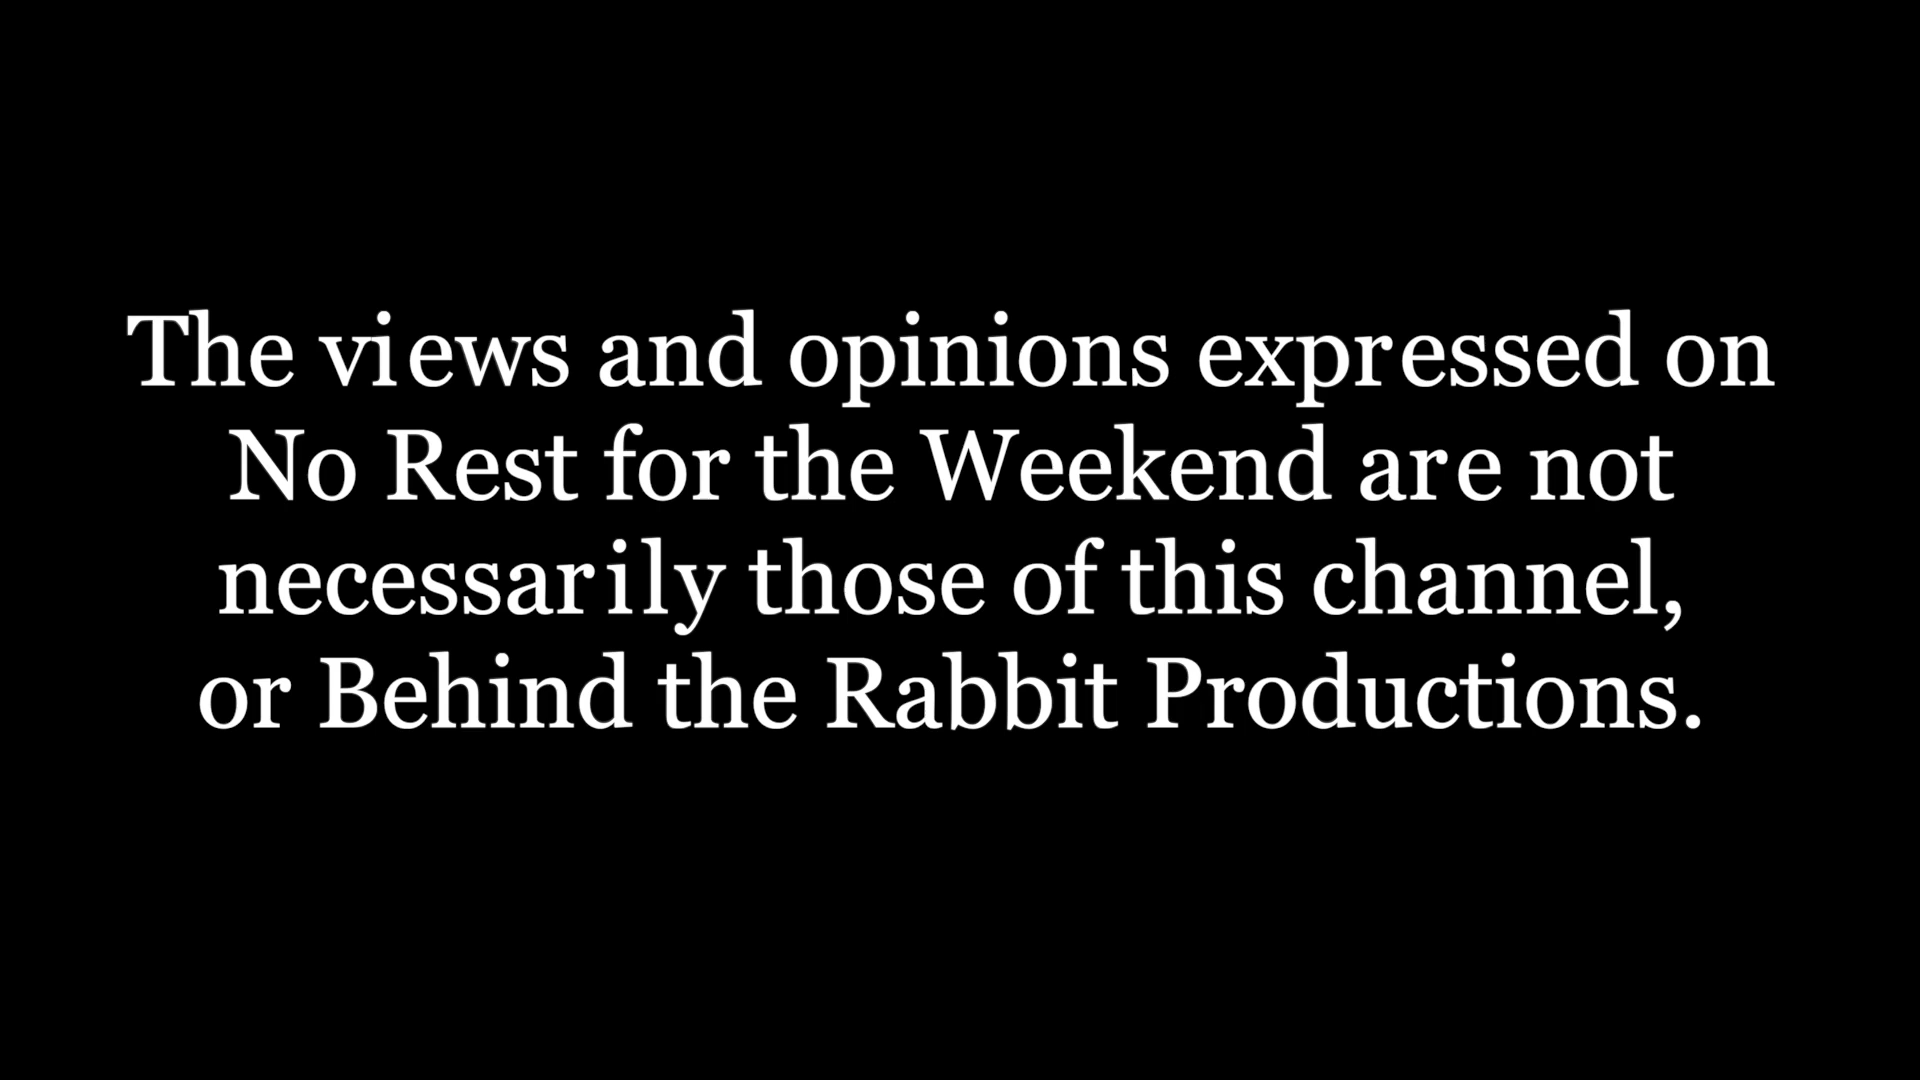 The views and opinions expressed on
No Rest for the Weekend are not
necessarily those of this channel,
or Behind the Rabbit Productions.